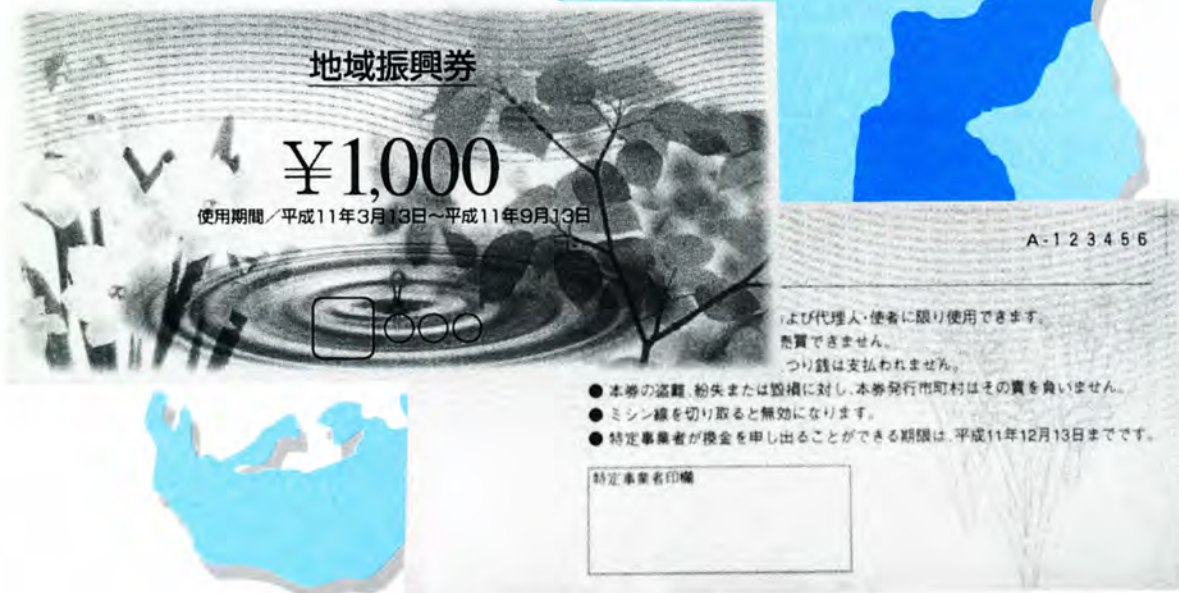 地域振興券
¥1,000
使用期間／平成11年3月13日～平成11年9月13日
○○○
A-123456
よび代理人・使者に限り使用できます。
売買できません。
つり銭は支払われません。
● 本券の盗難、紛失または毀損に対し、本券発行市町村はその責を負いません。
● ミシン線を切り取ると無効になります。
● 特定事業者が換金を申し出ることができる期限は、平成11年12月13日までです。
特定事業者印欄